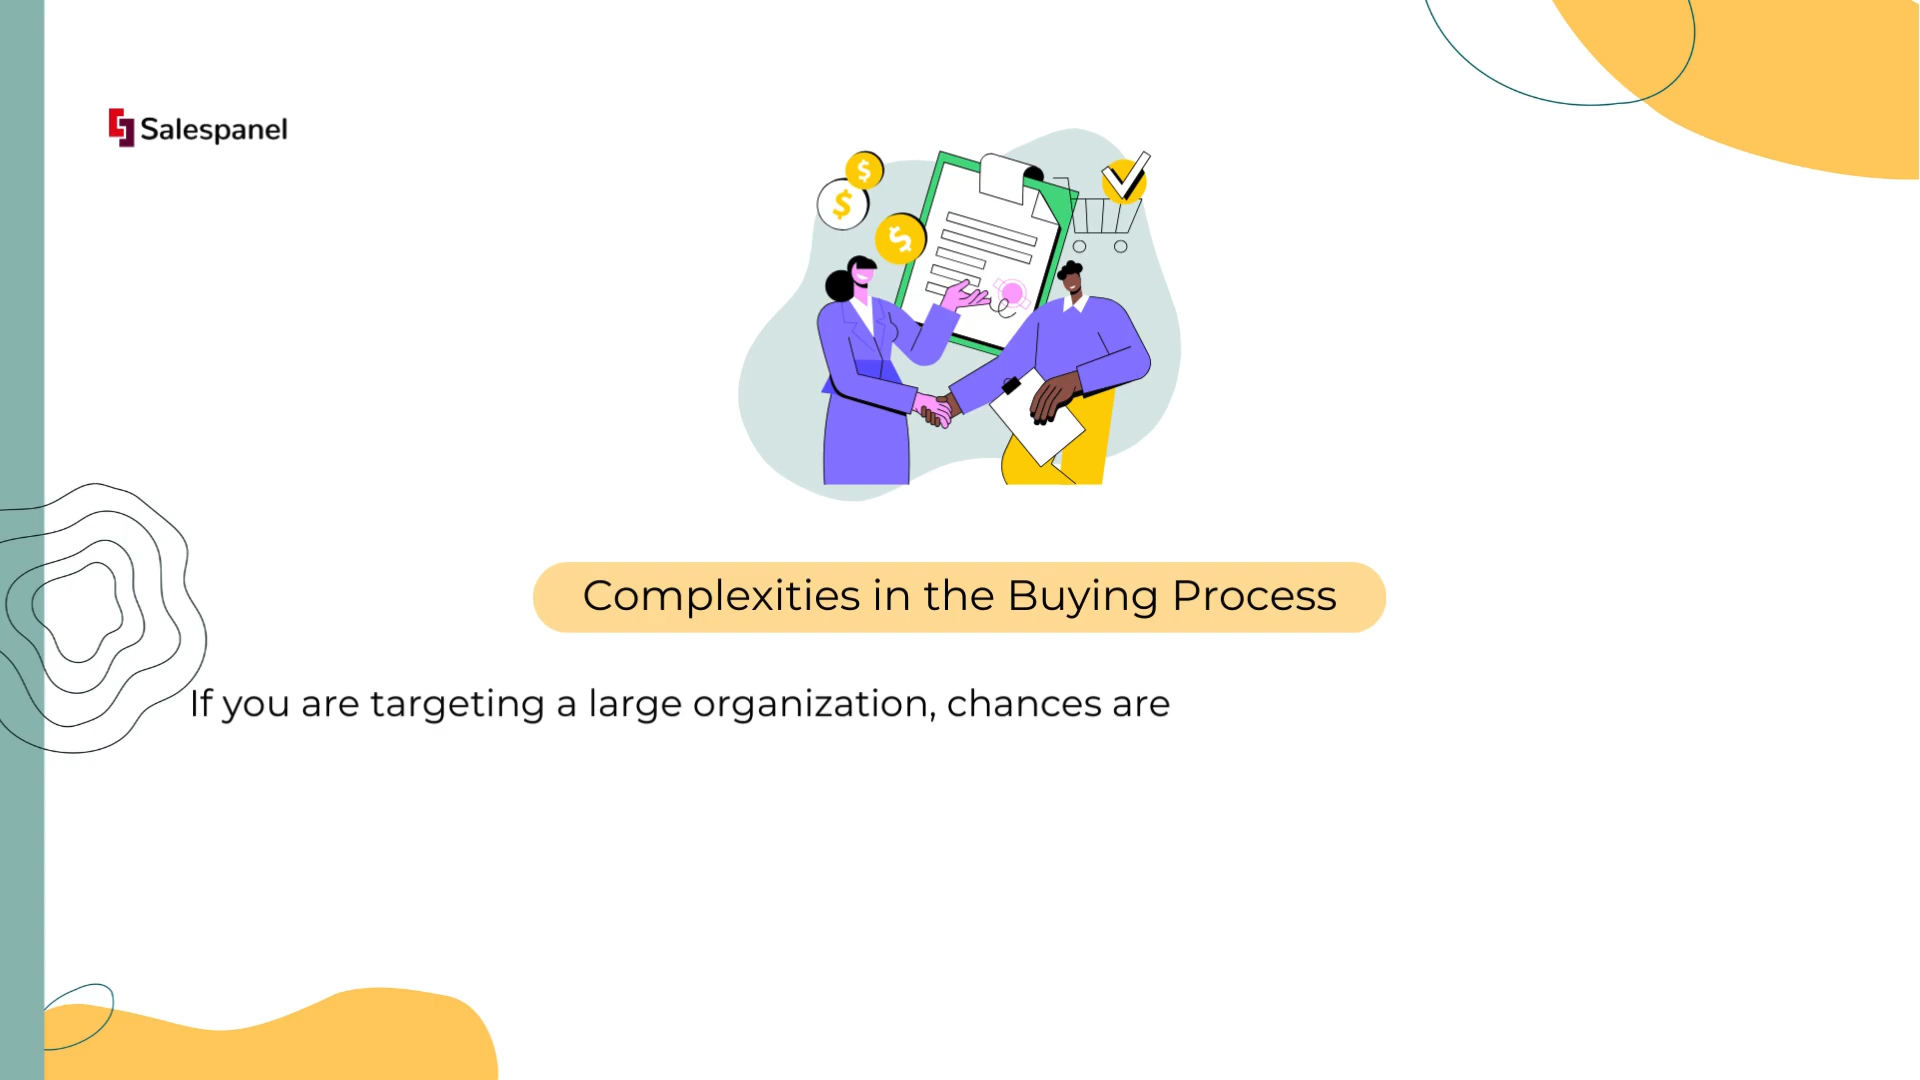 Salespanel
Complexities in the Buying Process
If you are targeting a large organization, chances are